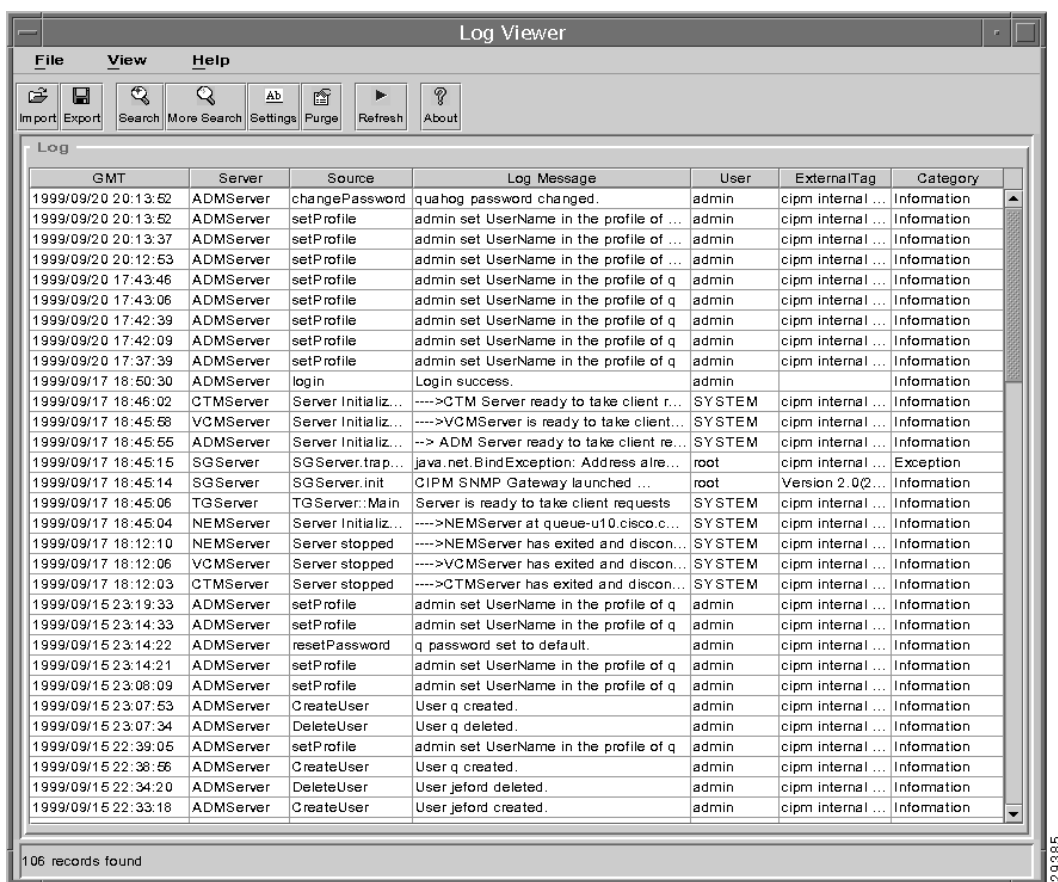 Log Viewer
File View Help
Import Export Search More Search Settings Purge Refresh About
Ab
Log
GMT Server Source Log Message User ExternalTag Category
1999/09/20 20:13:52 ADMServer changePassword quahog password changed. admin cipm internal ... Information
1999/09/20 20:13:52 ADMServer setProfile admin set UserName in the profile of ... admin cipm internal ... Information
1999/09/20 20:13:37 ADMServer setProfile admin set UserName in the profile of ... admin cipm internal ... Information
1999/09/20 20:12:53 ADMServer setProfile admin set UserName in the profile of ... admin cipm internal ... Information
1999/09/20 17:43:46 ADMServer setProfile admin set UserName in the profile of q admin cipm internal ... Information
1999/09/20 17:43:06 ADMServer setProfile admin set UserName in the profile of q admin cipm internal ... Information
1999/09/20 17:42:39 ADMServer setProfile admin set UserName in the profile of q admin cipm internal ... Information
1999/09/20 17:42:09 ADMServer setProfile admin set UserName in the profile of q admin cipm internal ... Information
1999/09/20 17:37:39 ADMServer setProfile admin set UserName in the profile of q admin cipm internal ... Information
1999/09/17 18:50:30 ADMServer login Login success. admin Information
1999/09/17 18:46:02 CTMServer Server Initializ... ---->CTM Server ready to take client r... SYSTEM cipm internal ... Information
1999/09/17 18:45:58 VCMServer Server Initializ... ---->VCMServer is ready to take client... SYSTEM cipm internal ... Information
1999/09/17 18:45:55 ADMServer Server Initializ... --> ADM Server ready to take client re... SYSTEM cipm internal ... Information
1999/09/17 18:45:15 SGServer SGServer.trap... java.net.BindException: Address alre... root cipm internal ... Exception
1999/09/17 18:45:14 SGServer SGServer.init CIPM SNMP Gateway launched ... root Version 2.0(2... Information
1999/09/17 18:45:06 TGServer TGServer::Main Server is ready to take client requests SYSTEM cipm internal ... Information
1999/09/17 18:45:04 NEMServer Server Initializ... ---->NEMServer at queue-u10.cisco.c... SYSTEM cipm internal ... Information
1999/09/17 18:12:10 NEMServer Server stopped ---->NEMServer has exited and discon... SYSTEM cipm internal ... Information
1999/09/17 18:12:06 VCMServer Server stopped ---->VCMServer has exited and discon... SYSTEM cipm internal ... Information
1999/09/17 18:12:03 CTMServer Server stopped ---->CTMServer has exited and discon... SYSTEM cipm internal ... Information
1999/09/15 23:19:33 ADMServer setProfile admin set UserName in the profile of q admin cipm internal ... Information
1999/09/15 23:14:33 ADMServer setProfile admin set UserName in the profile of q admin cipm internal ... Information
1999/09/15 23:14:22 ADMServer resetPassword q password set to default. admin cipm internal ... Information
1999/09/15 23:14:21 ADMServer setProfile admin set UserName in the profile of q admin cipm internal ... Information
1999/09/15 23:08:09 ADMServer setProfile admin set UserName in the profile of q admin cipm internal ... Information
1999/09/15 23:07:53 ADMServer CreateUser User q created. admin cipm internal ... Information
1999/09/15 23:07:34 ADMServer DeleteUser User q deleted. admin cipm internal ... Information
1999/09/15 22:39:05 ADMServer setProfile admin set UserName in the profile of q admin cipm internal ... Information
1999/09/15 22:38:56 ADMServer CreateUser User q created. admin cipm internal ... Information
1999/09/15 22:34:20 ADMServer DeleteUser User jeford deleted. admin cipm internal ... Information
1999/09/15 22:33:18 ADMServer CreateUser User jeford created. admin cipm internal ... Information
106 records found
29385